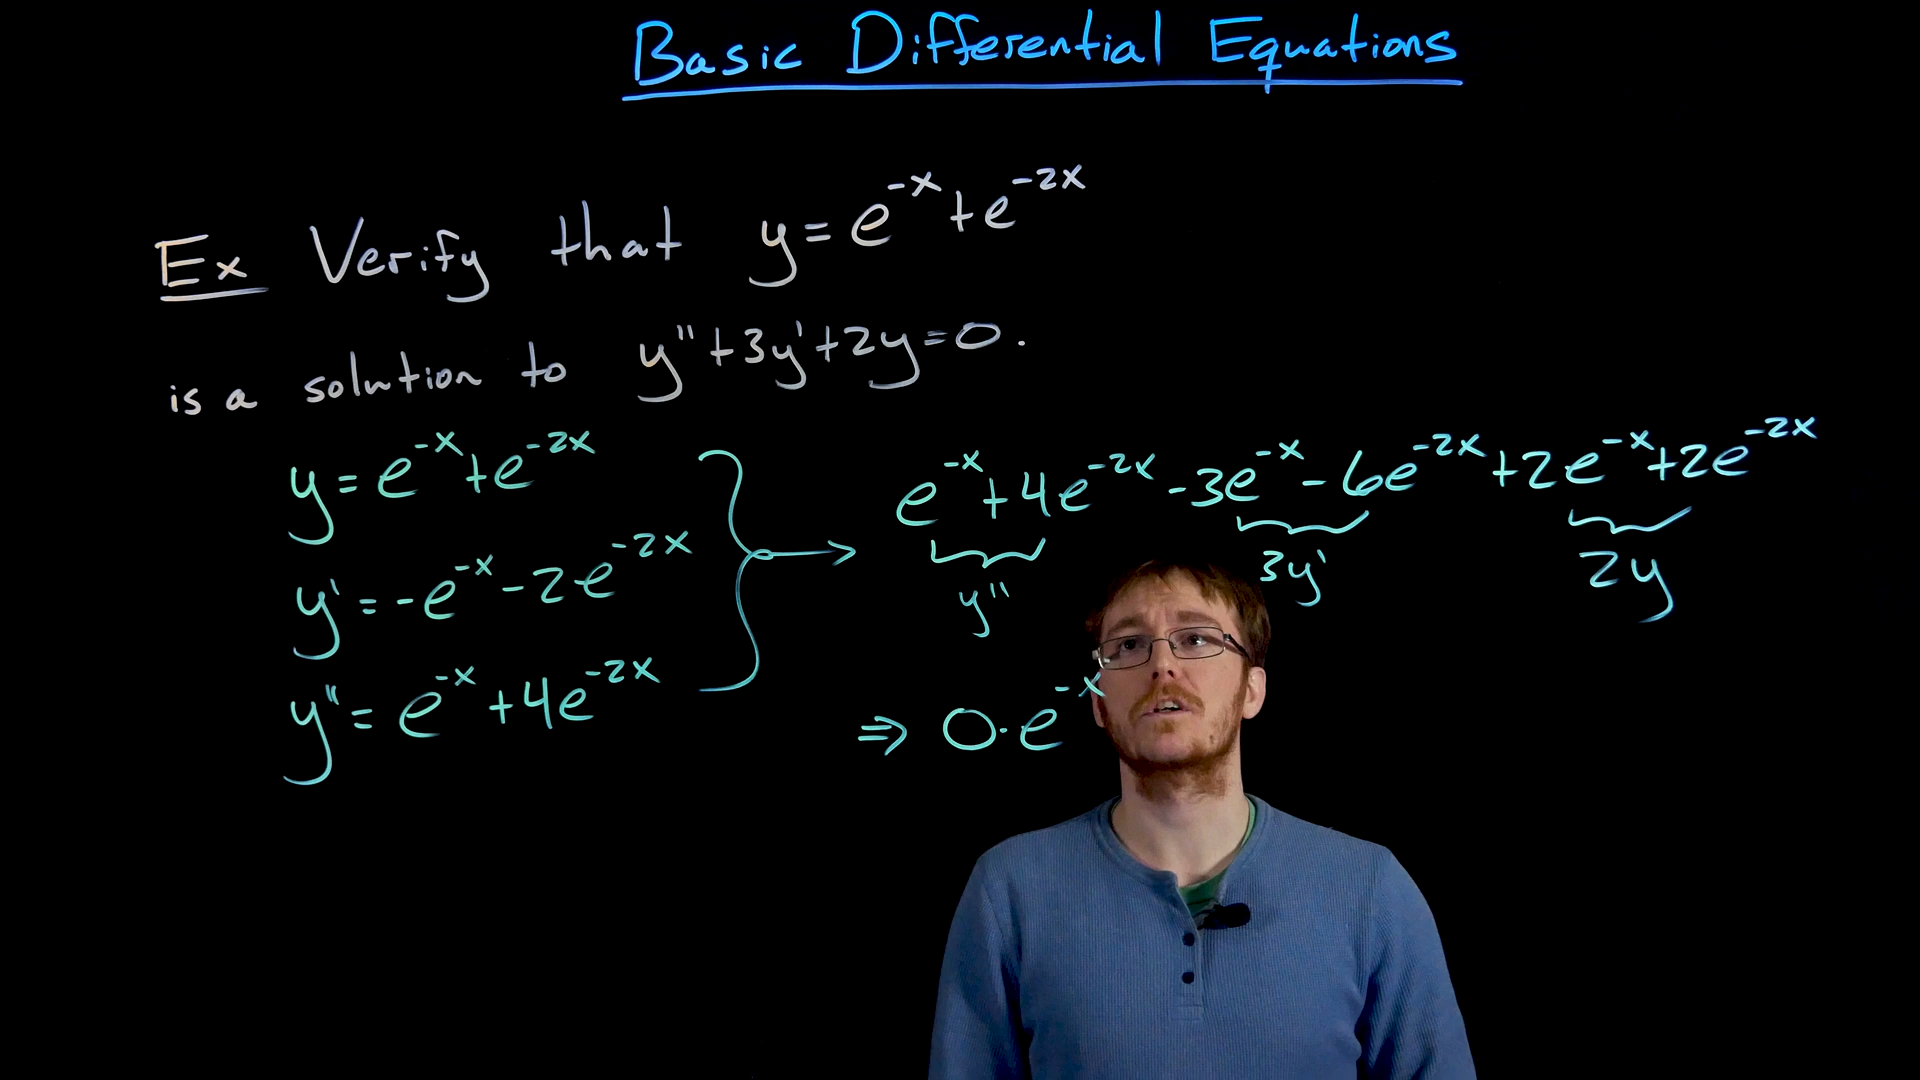 Basic Differential Equations
Ex Verify that y = e^{-x} + e^{-2x}
is a solution to y'' + 3y' + 2y = 0.
y = e^{-x} + e^{-2x}
y' = -e^{-x} - 2e^{-2x}
y'' = e^{-x} + 4e^{-2x}
→ e^{-x} + 4e^{-2x} - 3e^{-x} - 6e^{-2x} + 2e^{-x} + 2e^{-2x}
y'' 3y' 2y
⇒ 0·e^{-x}